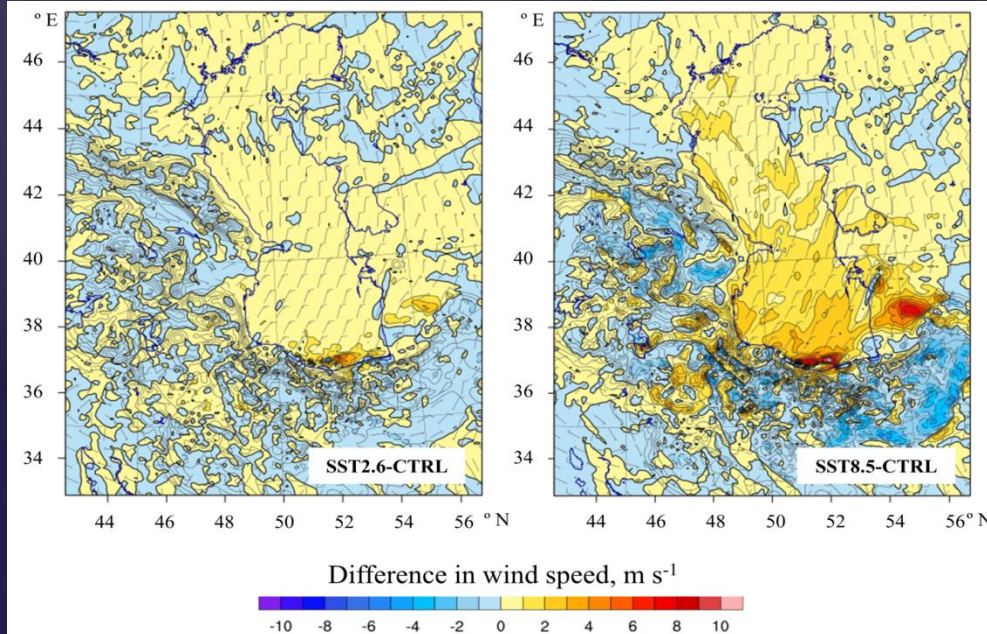 º E
46
44
42
40
38
36
34
SST2.6-CTRL
44 46 48 50 52 54 56 º N
º E
46
44
42
40
38
36
34
SST8.5-CTRL
44 46 48 50 52 54 56 º N
Difference in wind speed, m s⁻¹
-10 -8 -6 -4 -2 0 2 4 6 8 10